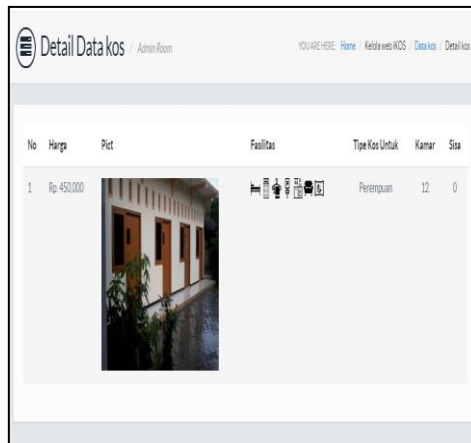 Detail Data kos / Admin Room
YOU ARE HERE: Home / Kelola web iKOS / Data kos / Detail kos
No Harga Pict Fasilitas Tipe Kos Untuk Kamar Sisa
1 Rp. 450,000 Perempuan 12 0